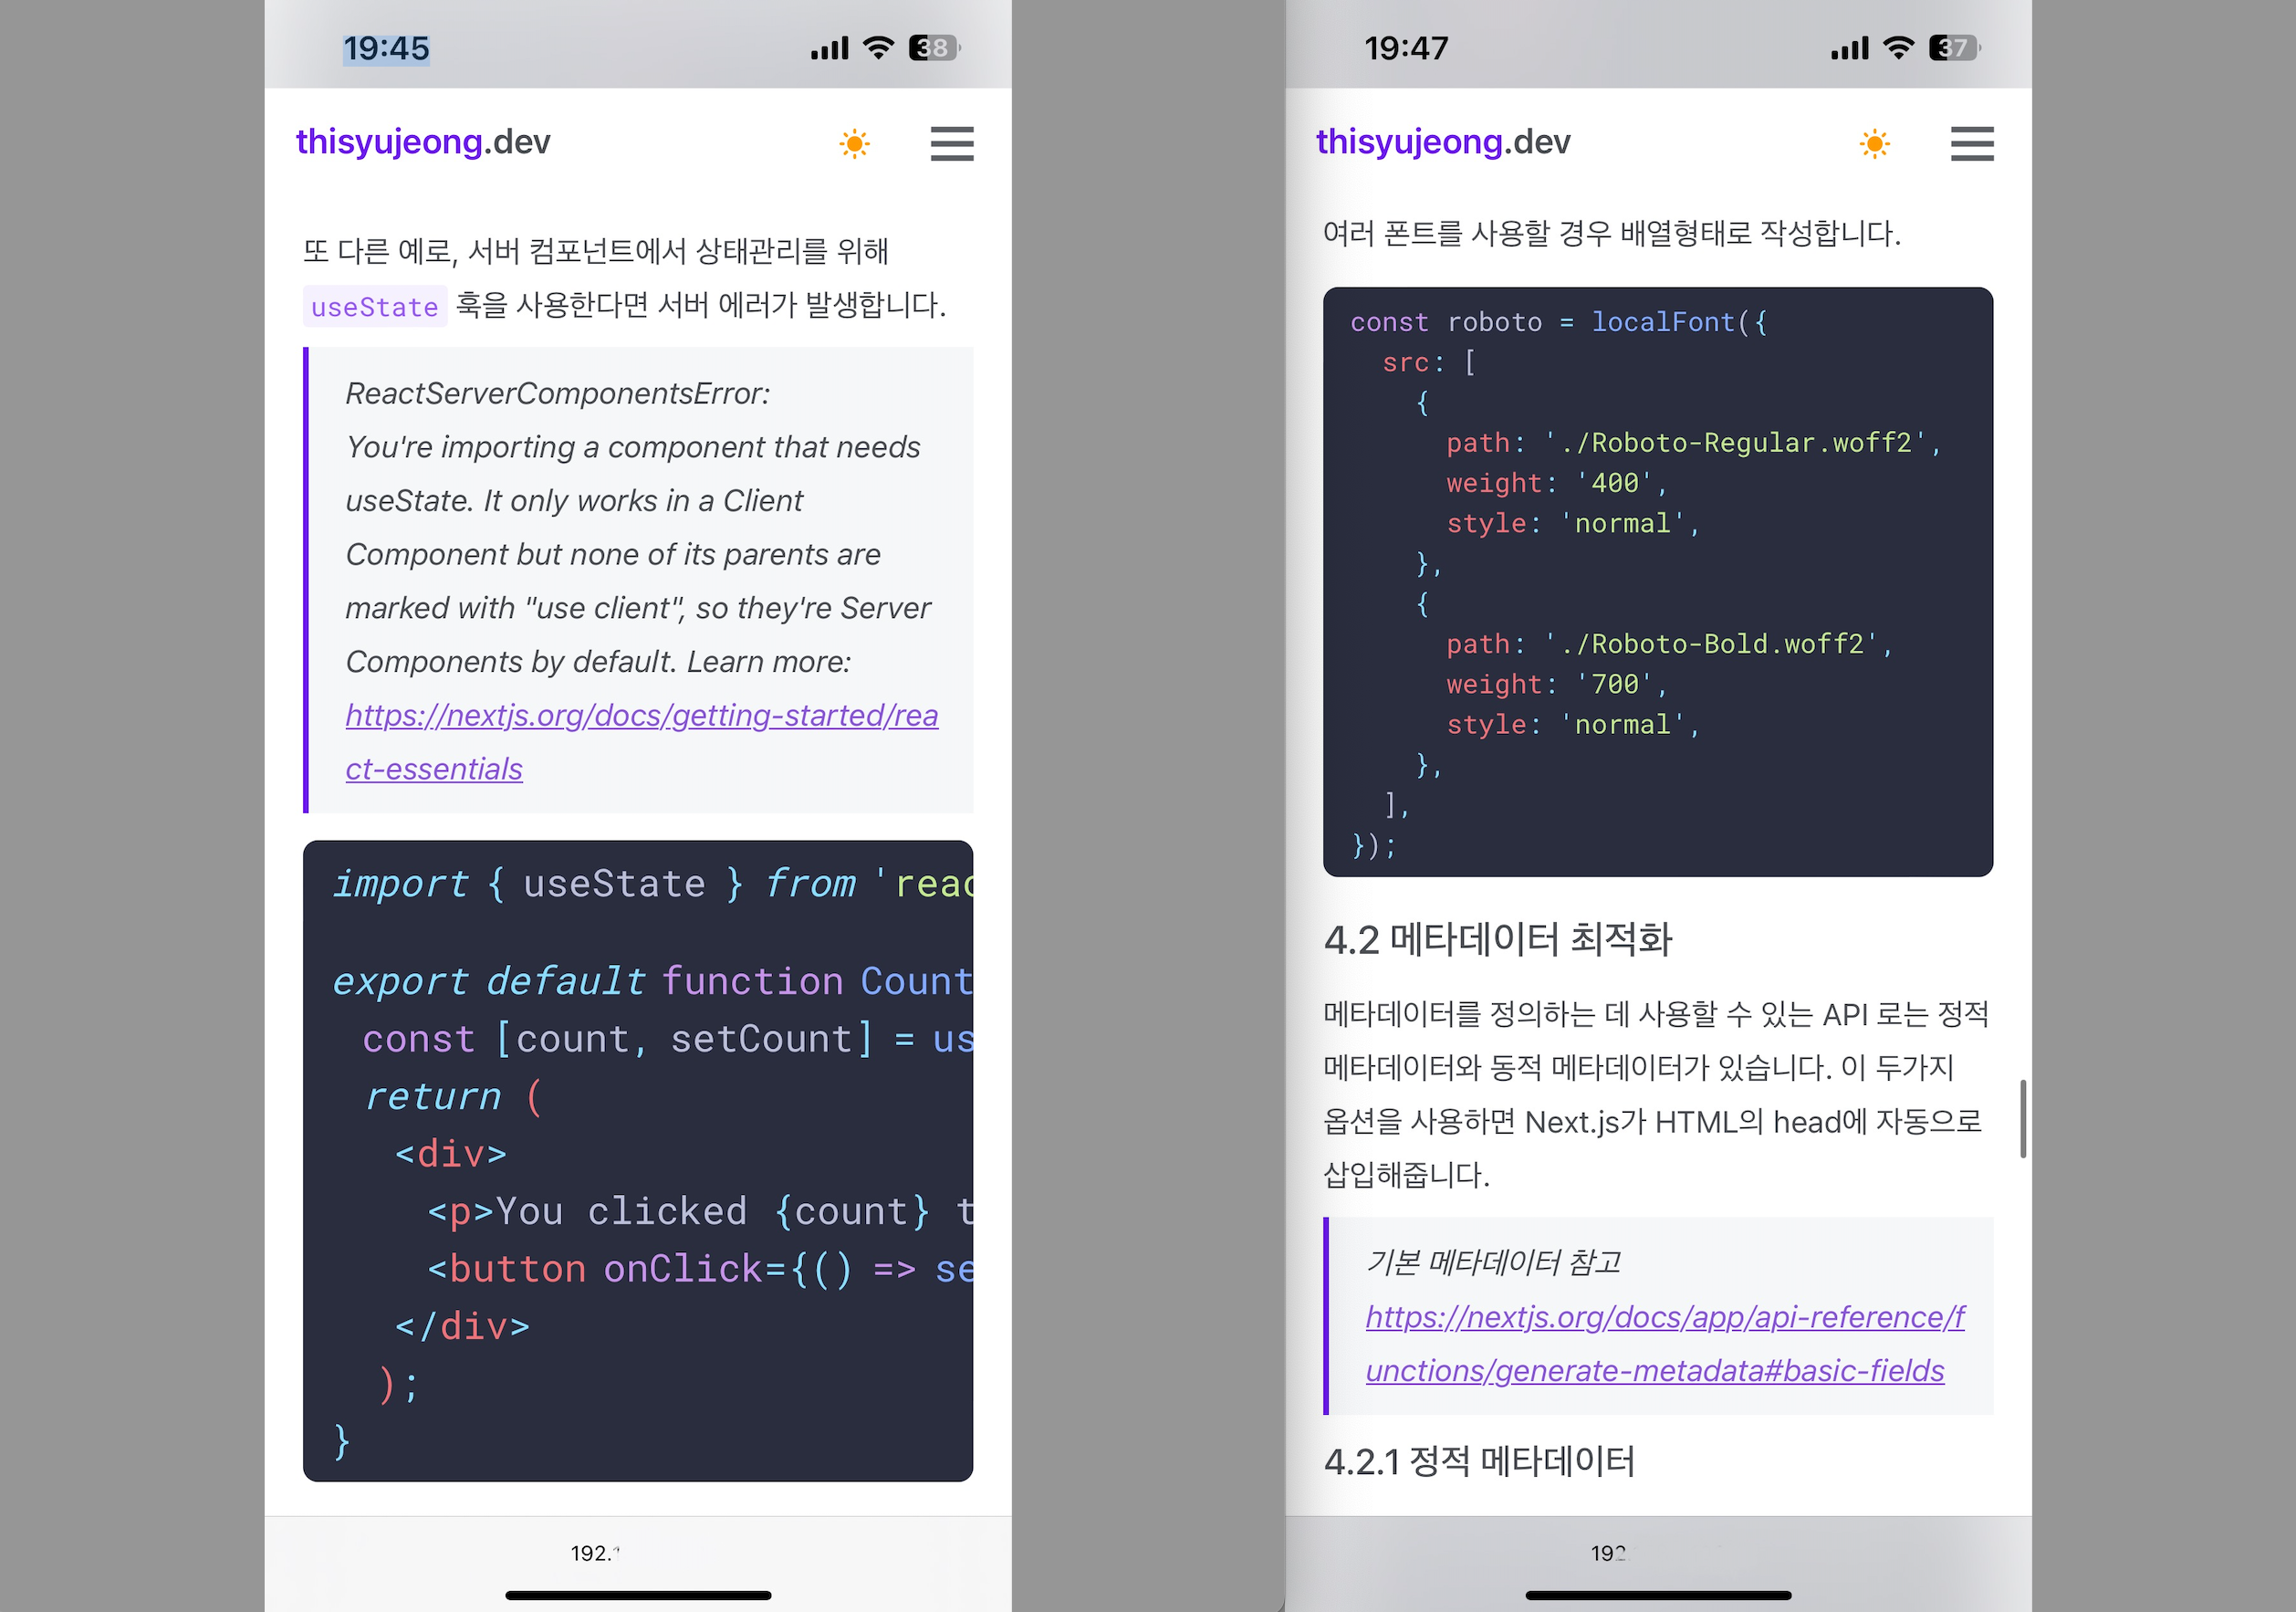 19:45
38
thisyujeong.dev
또 다른 예로, 서버 컴포넌트에서 상태관리를 위해
useState 훅을 사용한다면 서버 에러가 발생합니다.
ReactServerComponentsError:
You're importing a component that needs
useState. It only works in a Client
Component but none of its parents are
marked with "use client", so they're Server
Components by default. Learn more:
https://nextjs.org/docs/getting-started/rea
ct-essentials
import { useState } from 'reac
export default function Count
const [count, setCount] = us
return (
<div>
<p>You clicked {count} t
<button onClick={() => se
</div>
);
}
192.
19:47
37
thisyujeong.dev
여러 폰트를 사용할 경우 배열형태로 작성합니다.
const roboto = localFont({
src: [
{
path: './Roboto-Regular.woff2',
weight: '400',
style: 'normal',
},
{
path: './Roboto-Bold.woff2',
weight: '700',
style: 'normal',
},
],
});
4.2 메타데이터 최적화
메타데이터를 정의하는 데 사용할 수 있는 API 로는 정적
메타데이터와 동적 메타데이터가 있습니다. 이 두가지
옵션을 사용하면 Next.js가 HTML의 head에 자동으로
삽입해줍니다.
기본 메타데이터 참고
https://nextjs.org/docs/app/api-reference/f
unctions/generate-metadata#basic-fields
4.2.1 정적 메타데이터
192